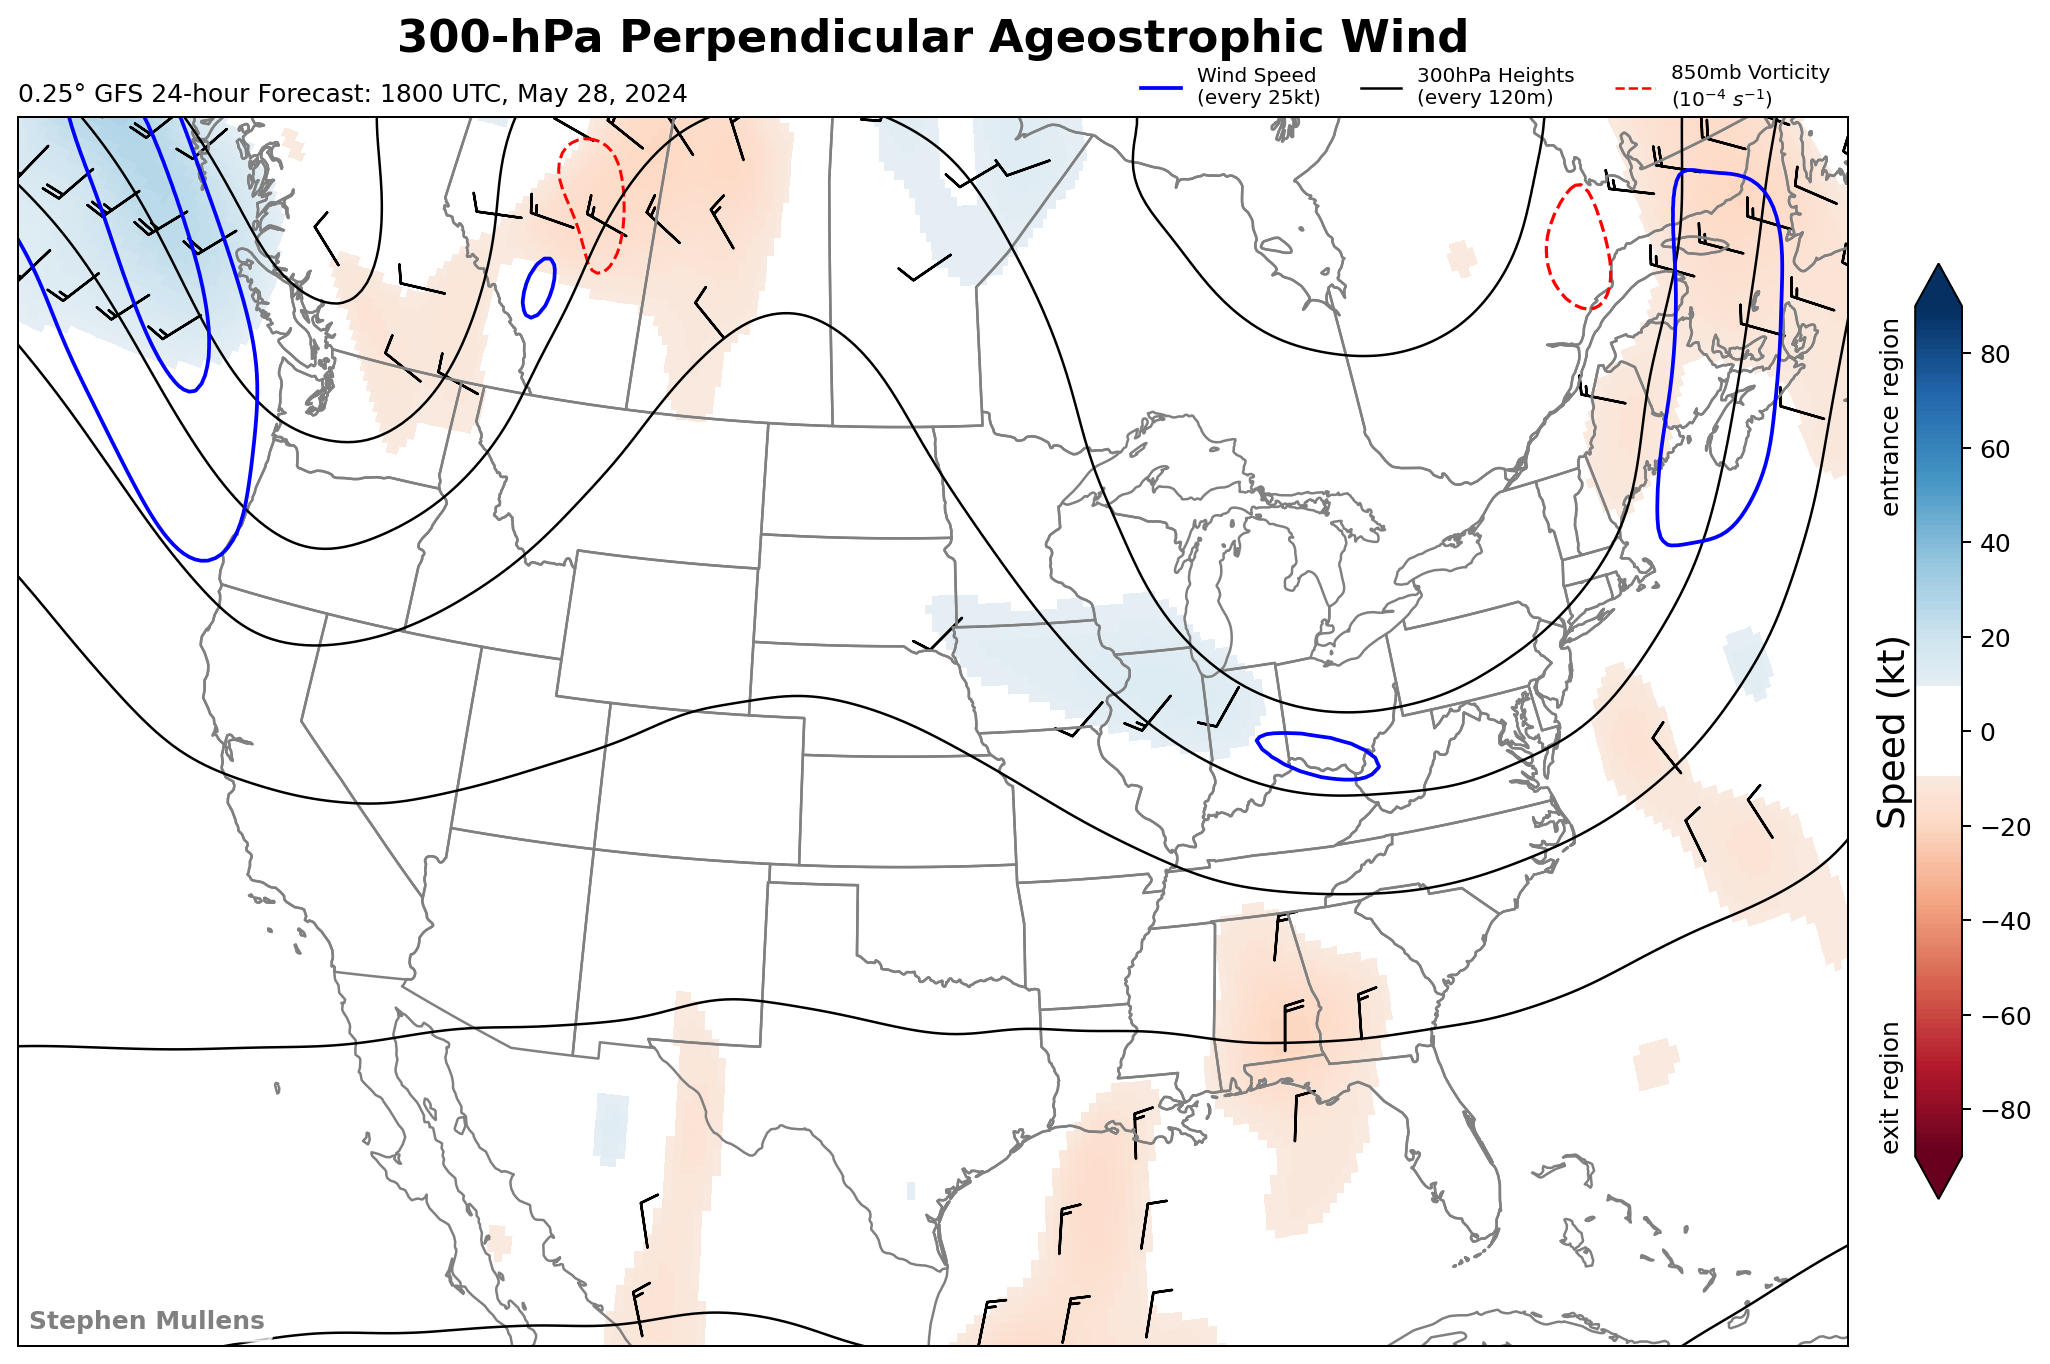 300-hPa Perpendicular Ageostrophic Wind
0.25° GFS 24-hour Forecast: 1800 UTC, May 28, 2024
Wind Speed
(every 25kt)
300hPa Heights
(every 120m)
850mb Vorticity
(10⁻⁴ s⁻¹)
entrance region
Speed (kt)
exit region
80
60
40
20
0
−20
−40
−60
−80
Stephen Mullens